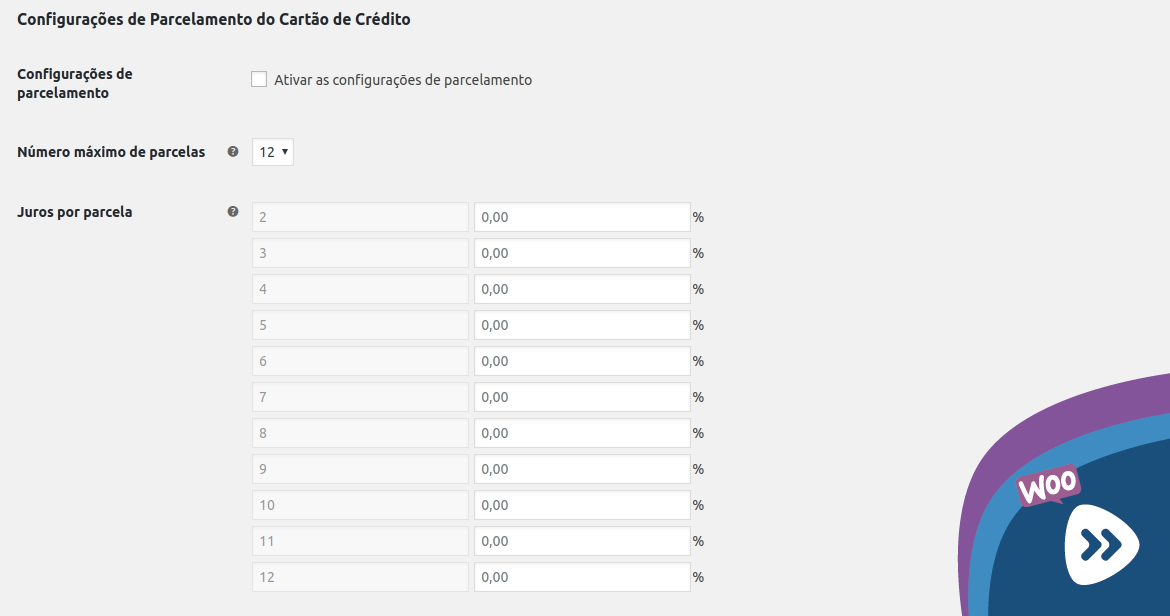 Configurações de Parcelamento do Cartão de Crédito
Configurações de
parcelamento
Ativar as configurações de parcelamento
Número máximo de parcelas ? 12
Juros por parcela ? 2 0,00 %
3 0,00 %
4 0,00 %
5 0,00 %
6 0,00 %
7 0,00 %
8 0,00 %
9 0,00 %
10 0,00 %
11 0,00 %
12 0,00 %
WOO